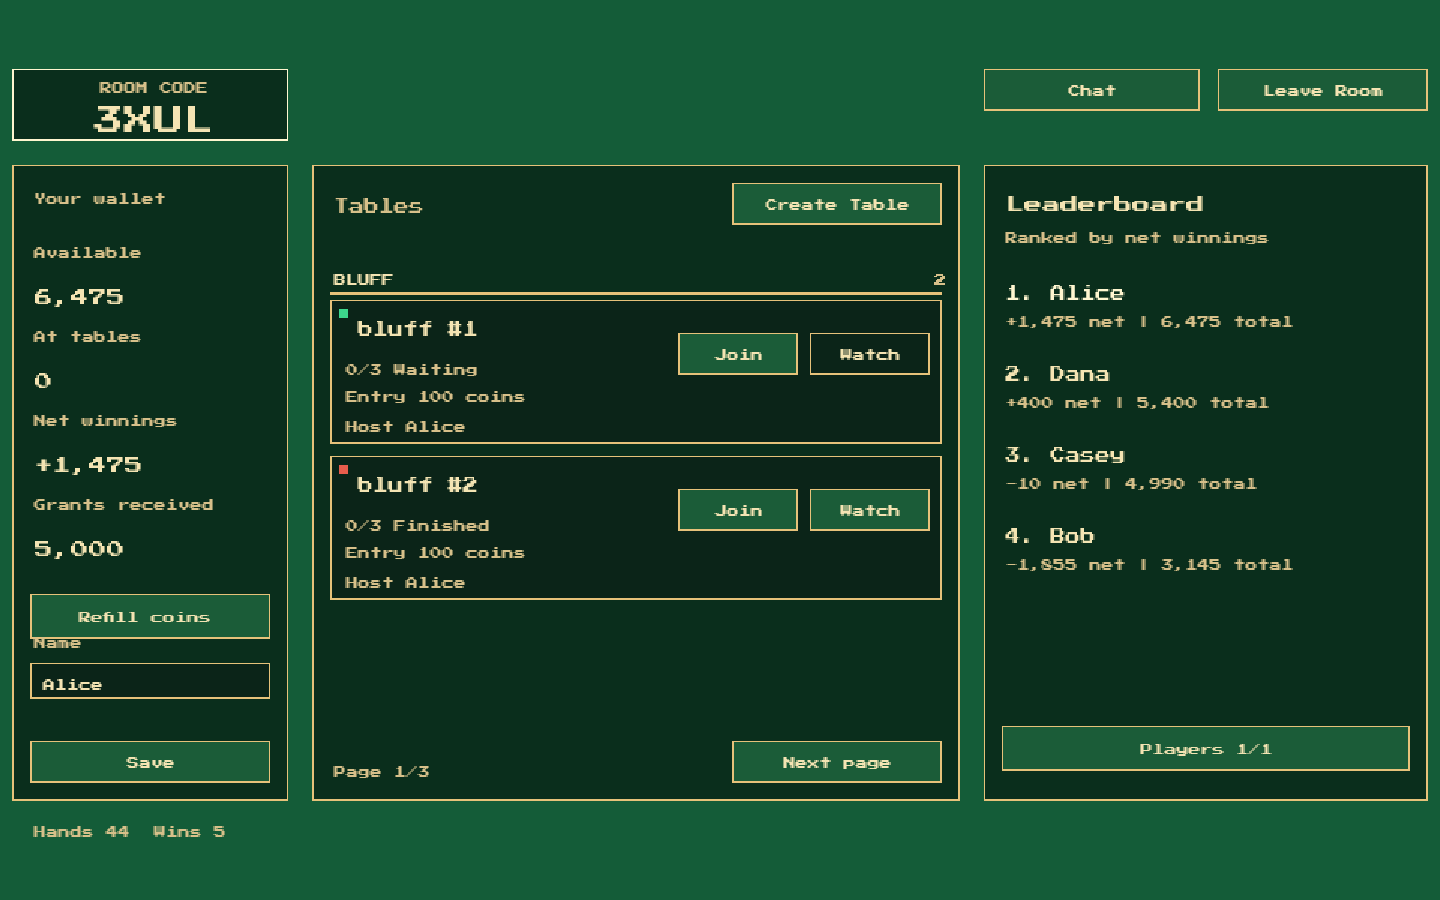 ROOM CODE
3XUL
Chat
Leave Room
Your wallet
Available
6,475
At tables
0
Net winnings
+1,475
Grants received
5,000
Refill coins
Name
Alice
Save
Hands 44 Wins 5
Tables
Create Table
BLUFF 2
bluff #1
0/3 Waiting
Entry 100 coins
Host Alice
Join
Watch
bluff #2
0/3 Finished
Entry 100 coins
Host Alice
Join
Watch
Page 1/3
Next page
Leaderboard
Ranked by net winnings
1. Alice
+1,475 net | 6,475 total
2. Dana
+400 net | 5,400 total
3. Casey
-10 net | 4,990 total
4. Bob
-1,855 net | 3,145 total
Players 1/1